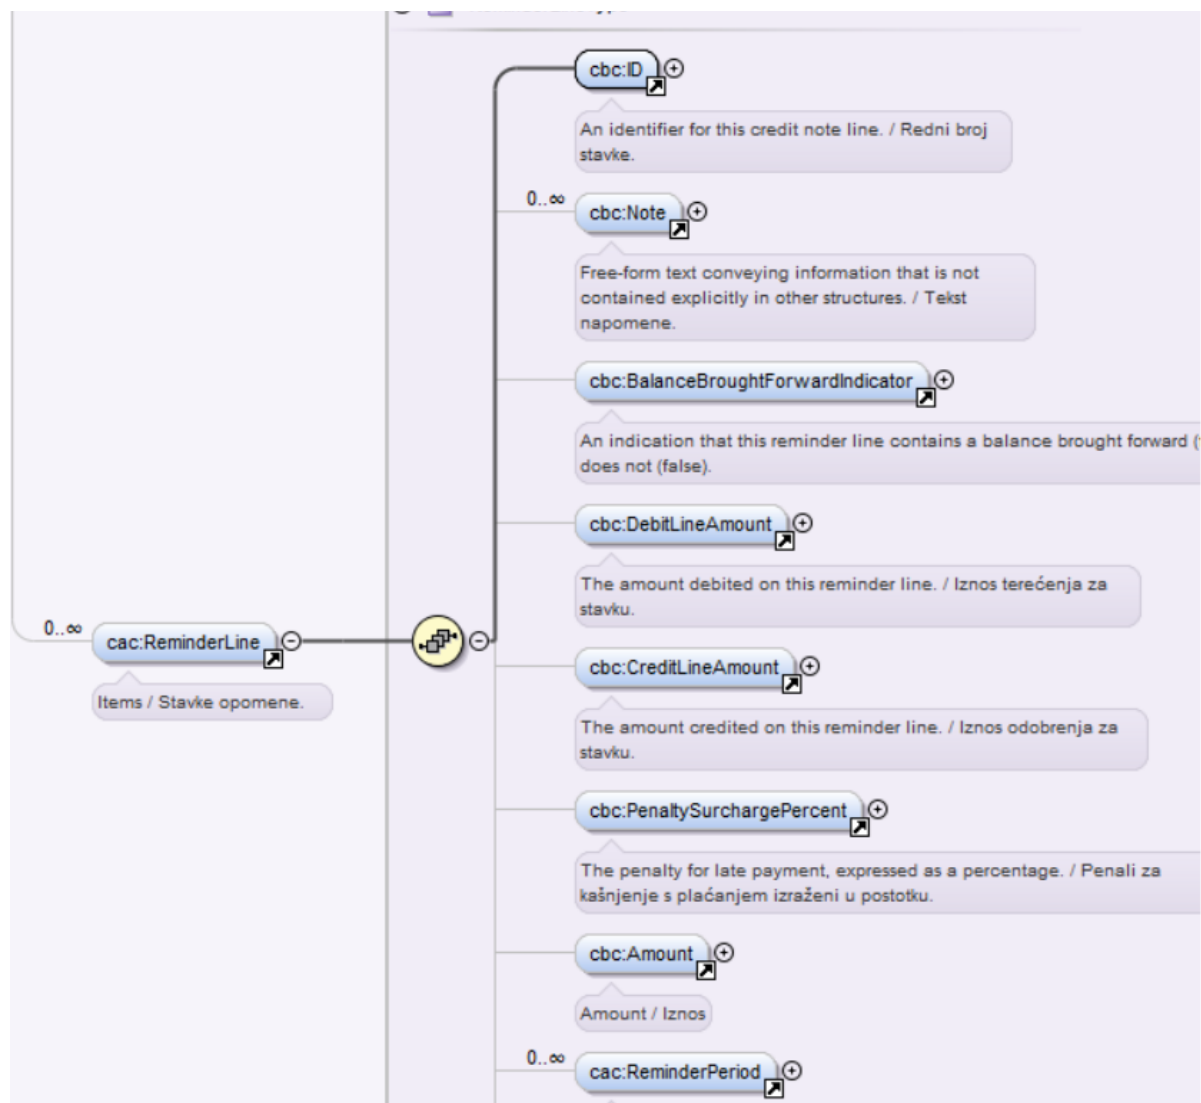 cbc:ID
An identifier for this credit note line. / Redni broj
stavke.
0..∞
cbc:Note
Free-form text conveying information that is not
contained explicitly in other structures. / Tekst
napomene.
cbc:BalanceBroughtForwardIndicator
An indication that this reminder line contains a balance brought forward (
does not (false).
cbc:DebitLineAmount
The amount debited on this reminder line. / Iznos terećenja za
stavku.
0..∞
cac:ReminderLine
Items / Stavke opomene.
cbc:CreditLineAmount
The amount credited on this reminder line. / Iznos odobrenja za
stavku.
cbc:PenaltySurchargePercent
The penalty for late payment, expressed as a percentage. / Penali za
kašnjenje s plaćanjem izraženi u postotku.
cbc:Amount
Amount / Iznos
0..∞
cac:ReminderPeriod